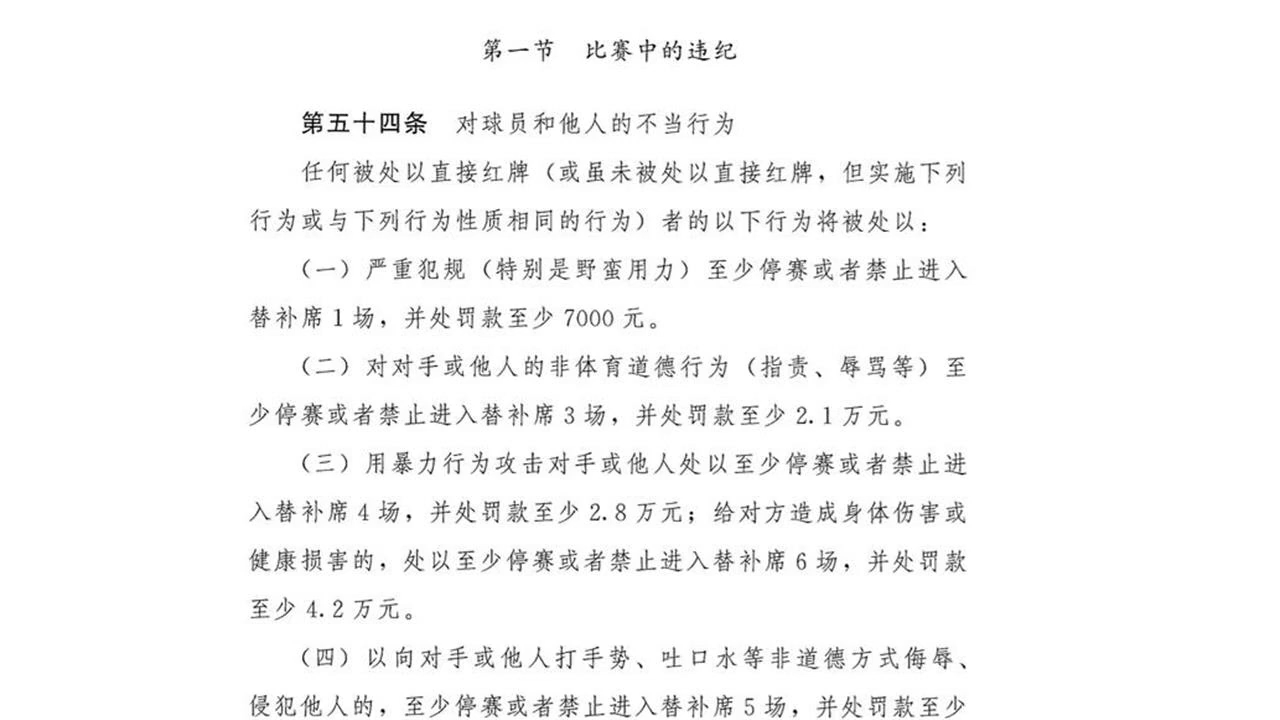 第一节 比赛中的违纪
第五十四条 对球员和他人的不当行为
任何被处以直接红牌（或虽未被处以直接红牌，但实施下列
行为或与下列行为性质相同的行为）者的以下行为将被处以：
（一）严重犯规（特别是野蛮用力）至少停赛或者禁止进入
替补席1场，并处罚款至少7000元。
（二）对对手或他人的非体育道德行为（指责、辱骂等）至
少停赛或者禁止进入替补席3场，并处罚款至少2.1万元。
（三）用暴力行为攻击对手或他人处以至少停赛或者禁止进
入替补席4场，并处罚款至少2.8万元；给对方造成身体伤害或
健康损害的，处以至少停赛或者禁止进入替补席6场，并处罚款
至少4.2万元。
（四）以向对手或他人打手势、吐口水等非道德方式侮辱、
侵犯他人的，至少停赛或者禁止进入替补席5场，并处罚款至少